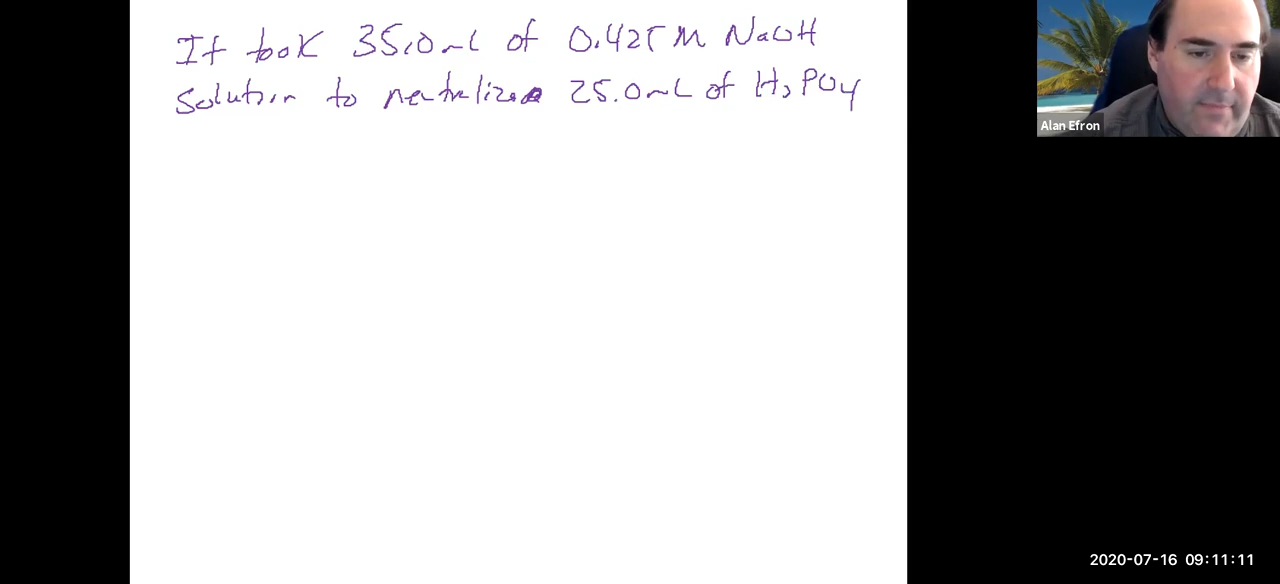 It took 35.0mL of 0.425 M NaOH
Solution to neutralize 25.0mL of H3PO4
Alan Efron
2020-07-16 09:11:11